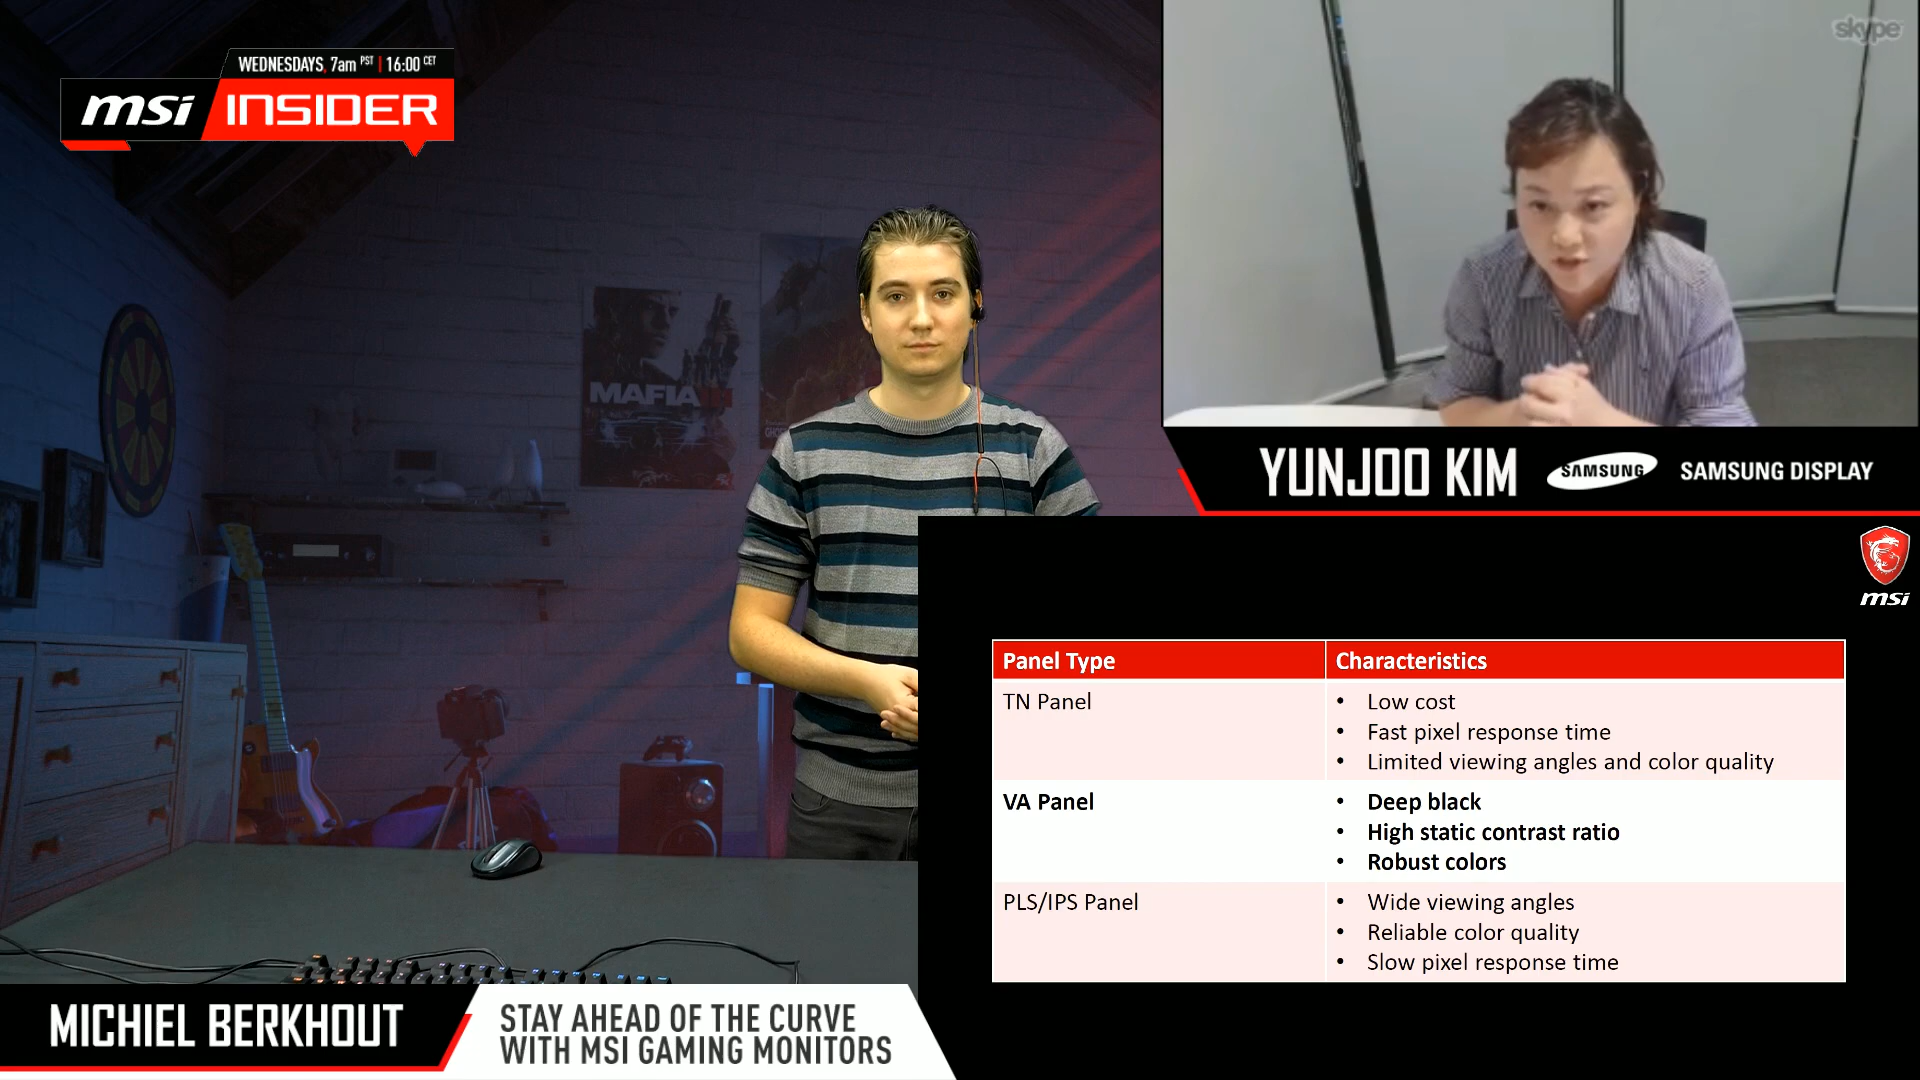 WEDNESDAYS, 7am PST | 16:00 CET
msi INSIDER
skype
MAFIA III
YUNJOO KIM SAMSUNG SAMSUNG DISPLAY
msi
Panel Type Characteristics
TN Panel • Low cost
• Fast pixel response time
• Limited viewing angles and color quality
VA Panel • Deep black
• High static contrast ratio
• Robust colors
PLS/IPS Panel • Wide viewing angles
• Reliable color quality
• Slow pixel response time
MICHIEL BERKHOUT
STAY AHEAD OF THE CURVE
WITH MSI GAMING MONITORS